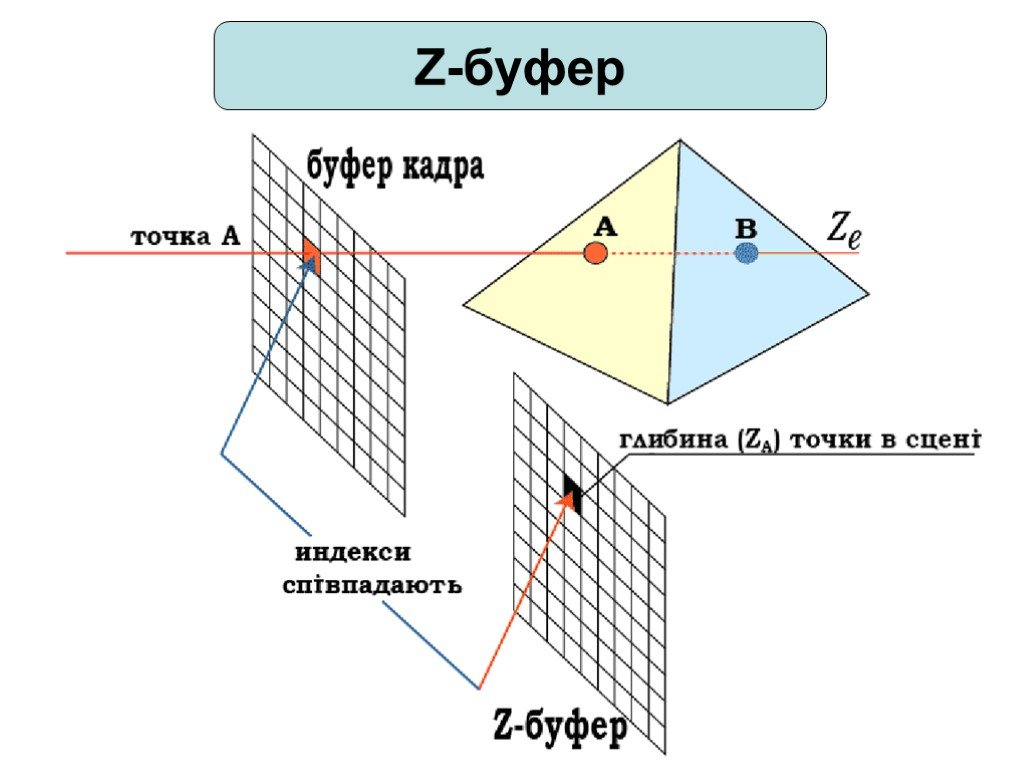 Z-буфер
буфер кадра
точка А
А
В
Ze
глибина (ZA) точки в сцені
индекси
співпадають
Z-буфер